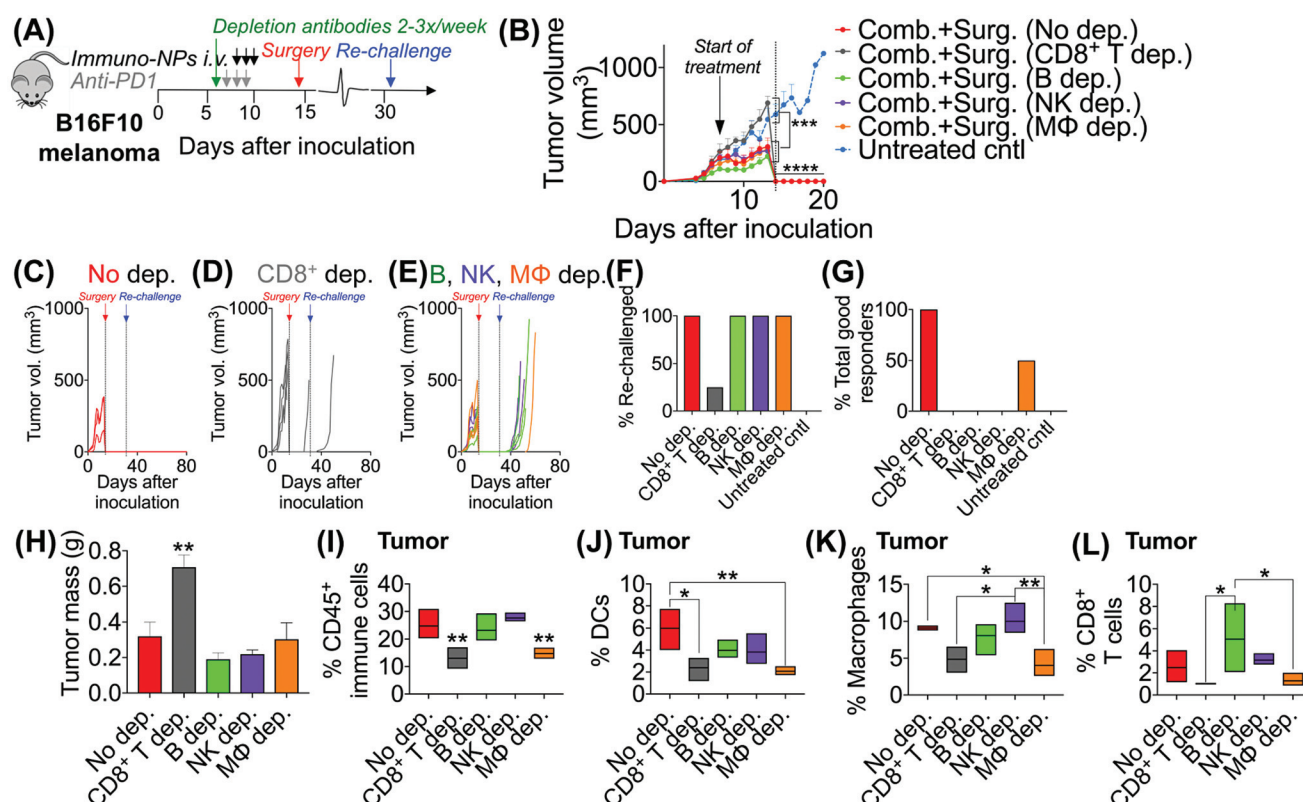 (A)
Depletion antibodies 2-3x/week
Immuno-NPs i.v.
Surgery
Re-challenge
Anti-PD1
0 5 10 15 30
B16F10
melanoma
Days after inoculation
(B)
Tumor volume
(mm³)
1000
500
0
Start of
treatment
***
****
10 20
Days after inoculation
Comb.+Surg. (No dep.)
Comb.+Surg. (CD8⁺ T dep.)
Comb.+Surg. (B dep.)
Comb.+Surg. (NK dep.)
Comb.+Surg. (MΦ dep.)
Untreated cntl
(C) No dep.
Surgery Re-challenge
Tumor vol. (mm³)
1000
500
0
0 40 80
Days after
inoculation
(D) CD8⁺ dep.
Surgery Re-challenge
Tumor vol. (mm³)
1000
500
0
0 40 80
Days after
inoculation
(E) B, NK, MΦ dep.
Surgery Re-challenge
Tumor vol. (mm³)
1000
500
0
0 40 80
Days after
inoculation
(F)
% Re-challenged
100
50
0
No dep.
CD8⁺ T dep.
B dep.
NK dep.
MΦ dep.
Untreated cntl
(G)
% Total good
responders
100
50
0
No dep.
CD8⁺ T dep.
B dep.
NK dep.
MΦ dep.
Untreated cntl
(H)
Tumor mass (g)
0.8
0.6
0.4
0.2
0.0
**
No dep.
CD8⁺ T dep.
B dep.
NK dep.
MΦ dep.
(I) Tumor
% CD45⁺
immune cells
40
30
20
10
0
** **
No dep.
CD8⁺ T dep.
B dep.
NK dep.
MΦ dep.
(J) Tumor
% DCs
10
8
6
4
2
0
**
*
No dep.
CD8⁺ T dep.
B dep.
NK dep.
MΦ dep.
(K) Tumor
% Macrophages
15
10
5
0
*
* **
No dep.
CD8⁺ T dep.
B dep.
NK dep.
MΦ dep.
(L) Tumor
% CD8⁺
T cells
10
8
6
4
2
0
* *
No dep.
CD8⁺ T dep.
B dep.
NK dep.
MΦ dep.